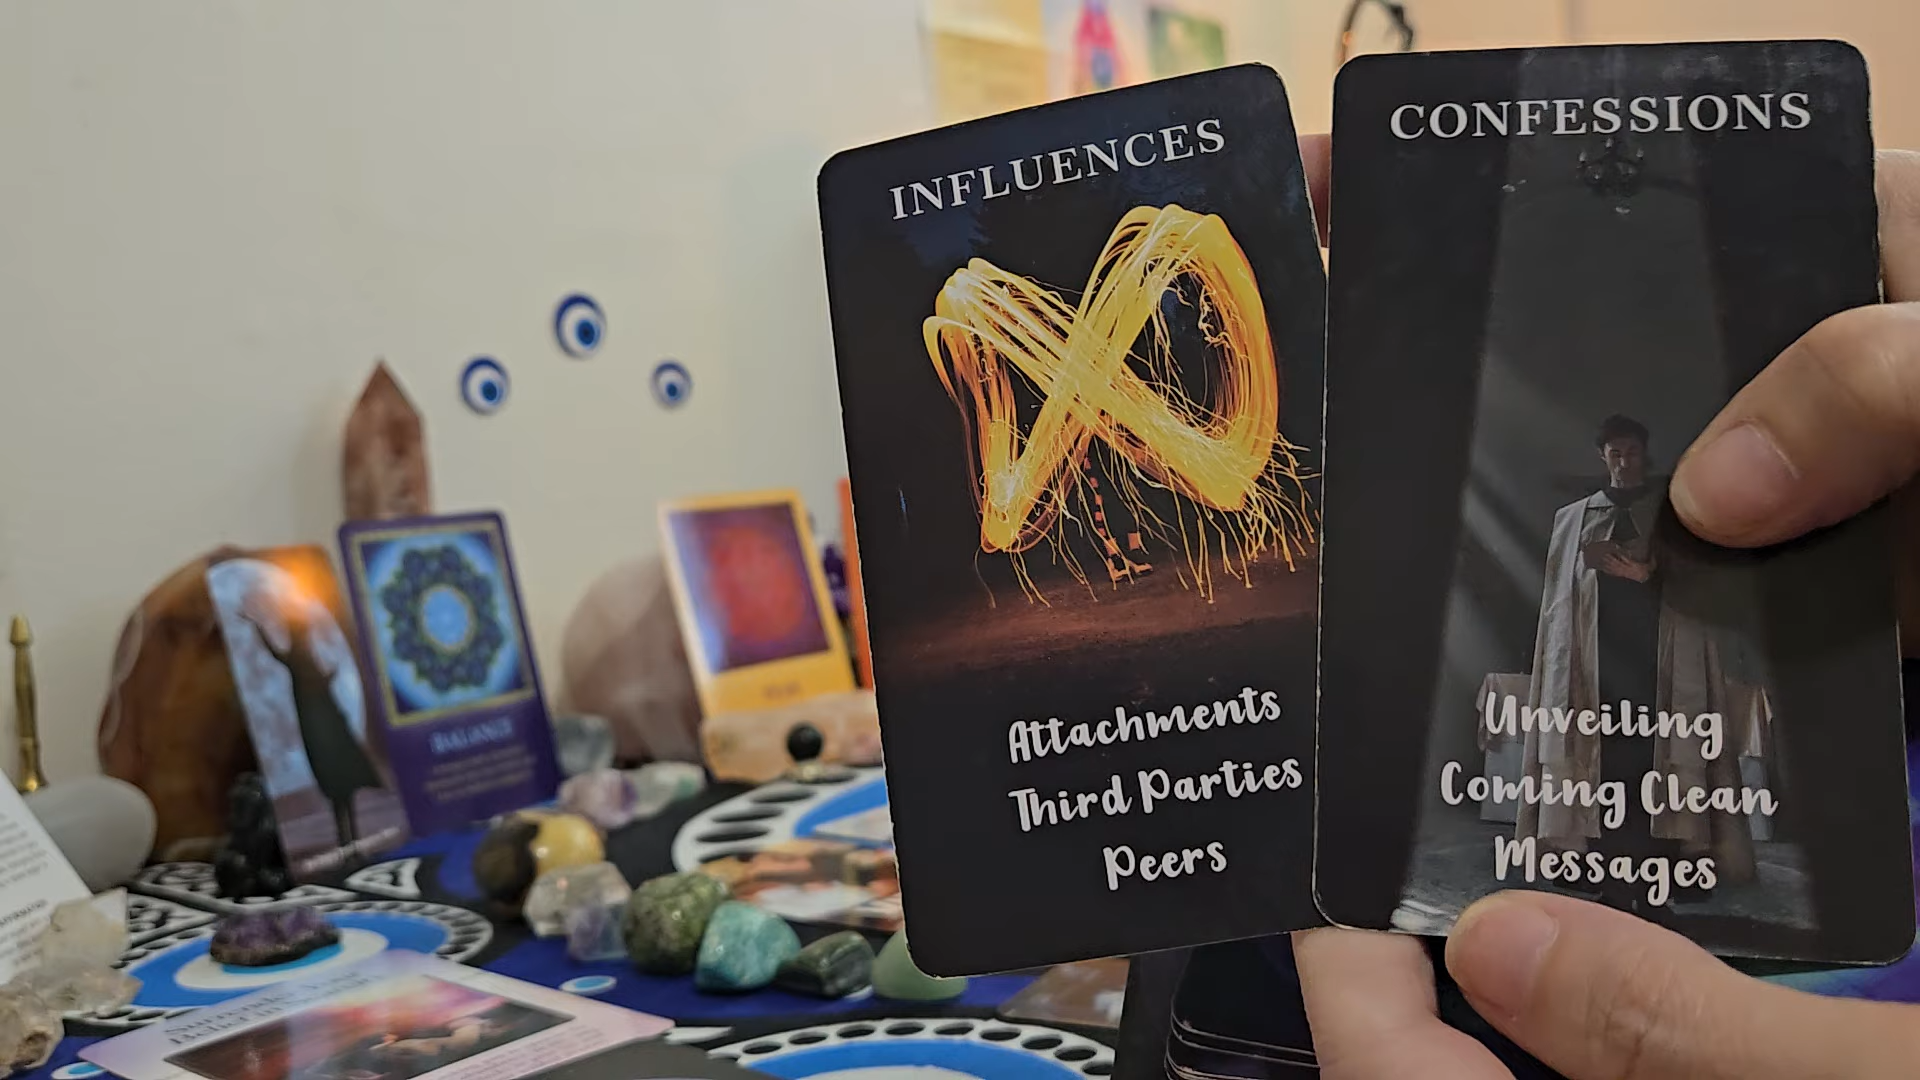 INFLUENCES
Attachments
Third Parties
Peers
CONFESSIONS
Unveiling
Coming Clean
Messages
BALANCE